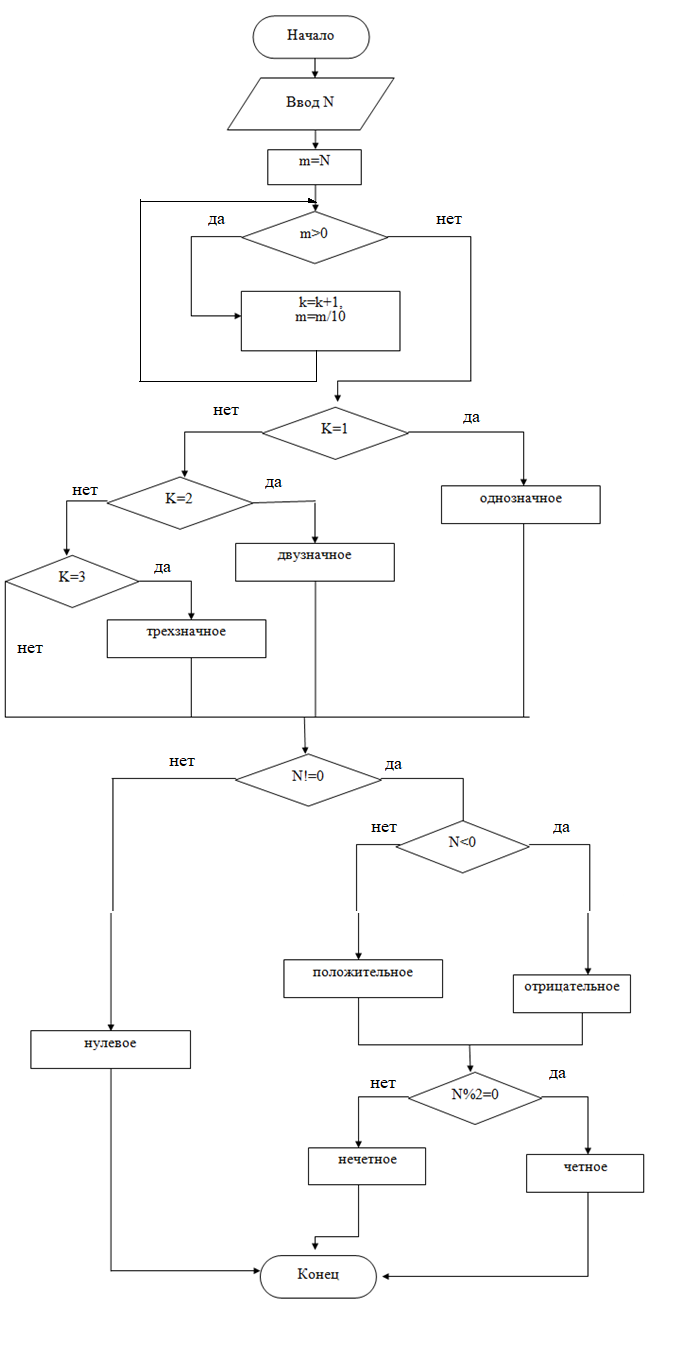 Начало
Ввод N
m=N
да
нет
m>0
k=k+1,
m=m/10
нет
да
K=1
нет
K=2
да
однозначное
двузначное
K=3
да
нет
трехзначное
нет
N!=0
да
нет
N<0
да
положительное
отрицательное
нулевое
нет
N%2=0
да
нечетное
четное
Конец